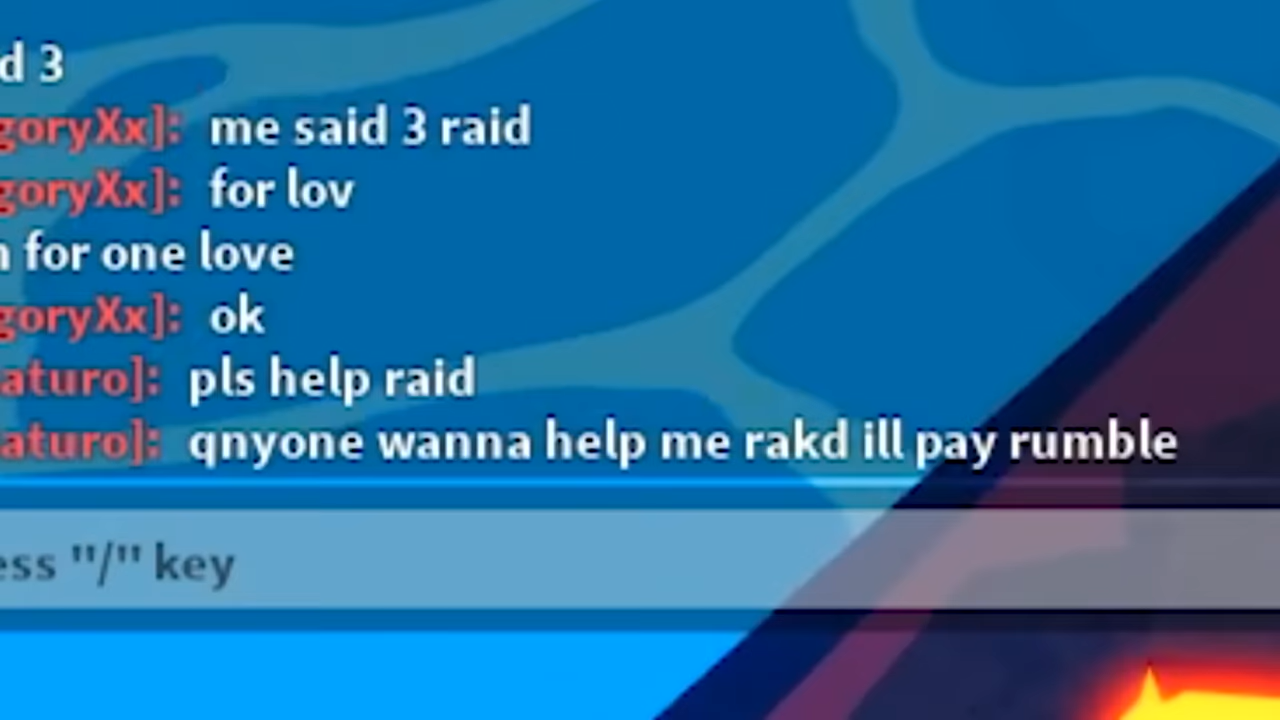 d 3
goryXx]: me said 3 raid
goryXx]: for lov
n for one love
goryXx]: ok
aturo]: pls help raid
aturo]: qnyone wanna help me rakd ill pay rumble
ess "/" key